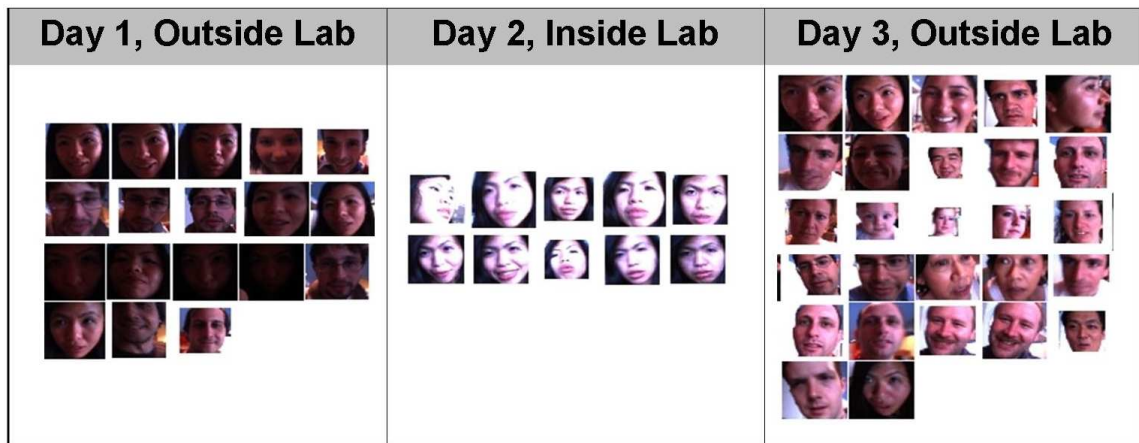 Day 1, Outside Lab
Day 2, Inside Lab
Day 3, Outside Lab